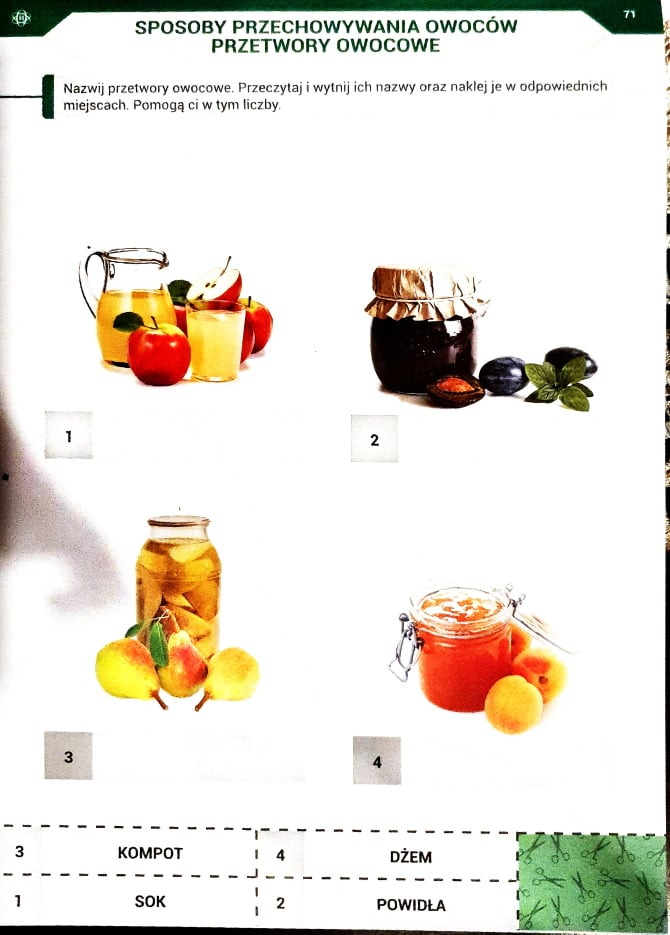 71
SPOSOBY PRZECHOWYWANIA OWOCÓW
PRZETWORY OWOCOWE
Nazwij przetwory owocowe. Przeczytaj i wytnij ich nazwy oraz naklej je w odpowiednich
miejscach. Pomogą ci w tym liczby.
1
2
3
4
3 KOMPOT 4 DŻEM
1 SOK 2 POWIDŁA